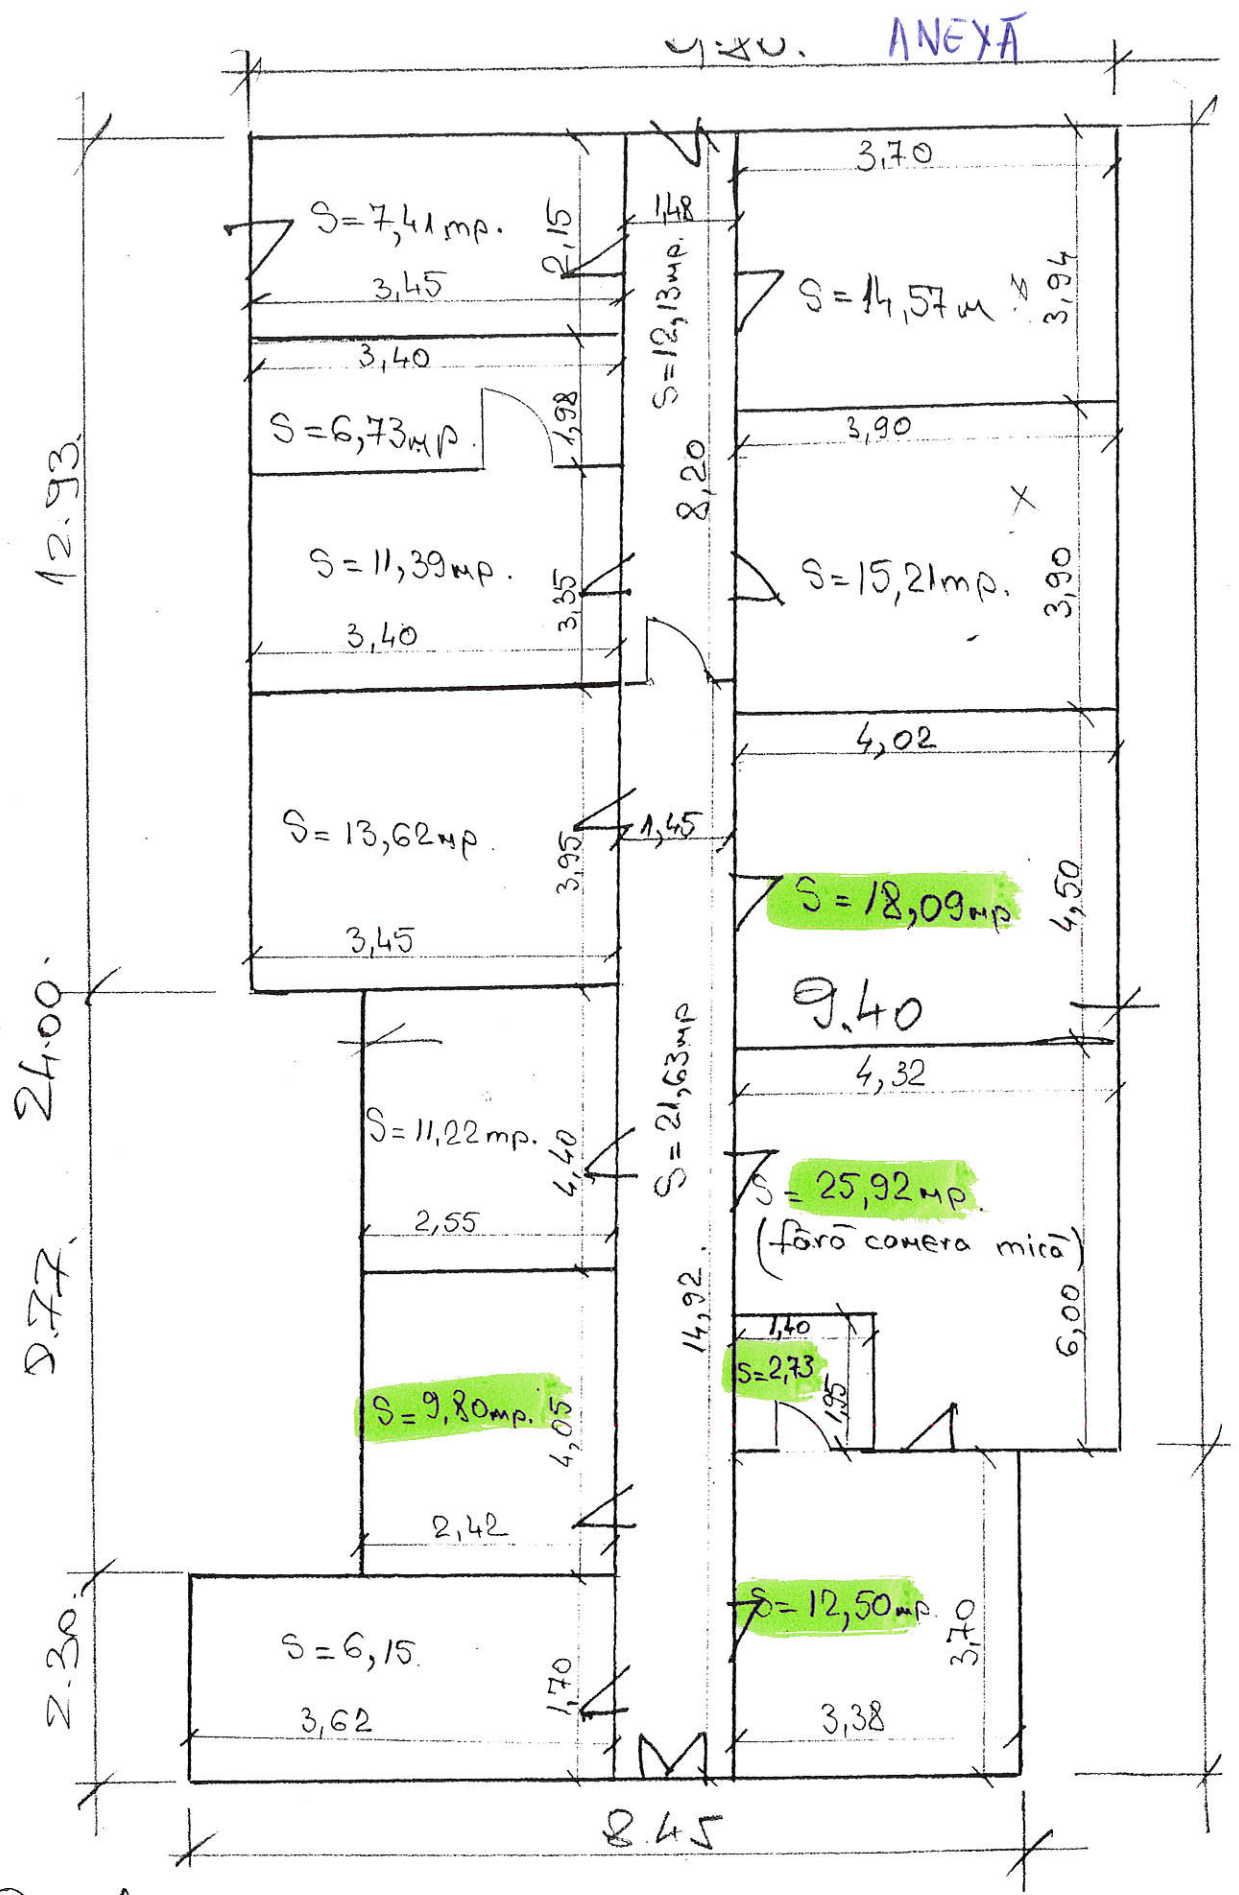 ANEXĂ
3,70
S=7,41mp.
2,15
1,48
3,45
S=12,13mp.
S=14,57m
3,94
3,40
S=6,73mp.
1,98
8,20
3,90
12.93.
S=11,39mp.
3,35
X
S=15,21mp.
3,90
3,40
4,02
S=13,62mp.
3,95
1,45
S=18,09mp
4,50
3,45
9.40
24.00.
S=21,63mp
4,32
S=11,22mp.
4,40
S=25,92mp.
(fără camera mică)
2,55
14,92.
6,00
1,40
S=2,73
1,95
S=9,80mp.
4,05
2,42
S=12,50mp.
3,70
2.30.
S=6,15
1,70
3,62
3,38
8.45